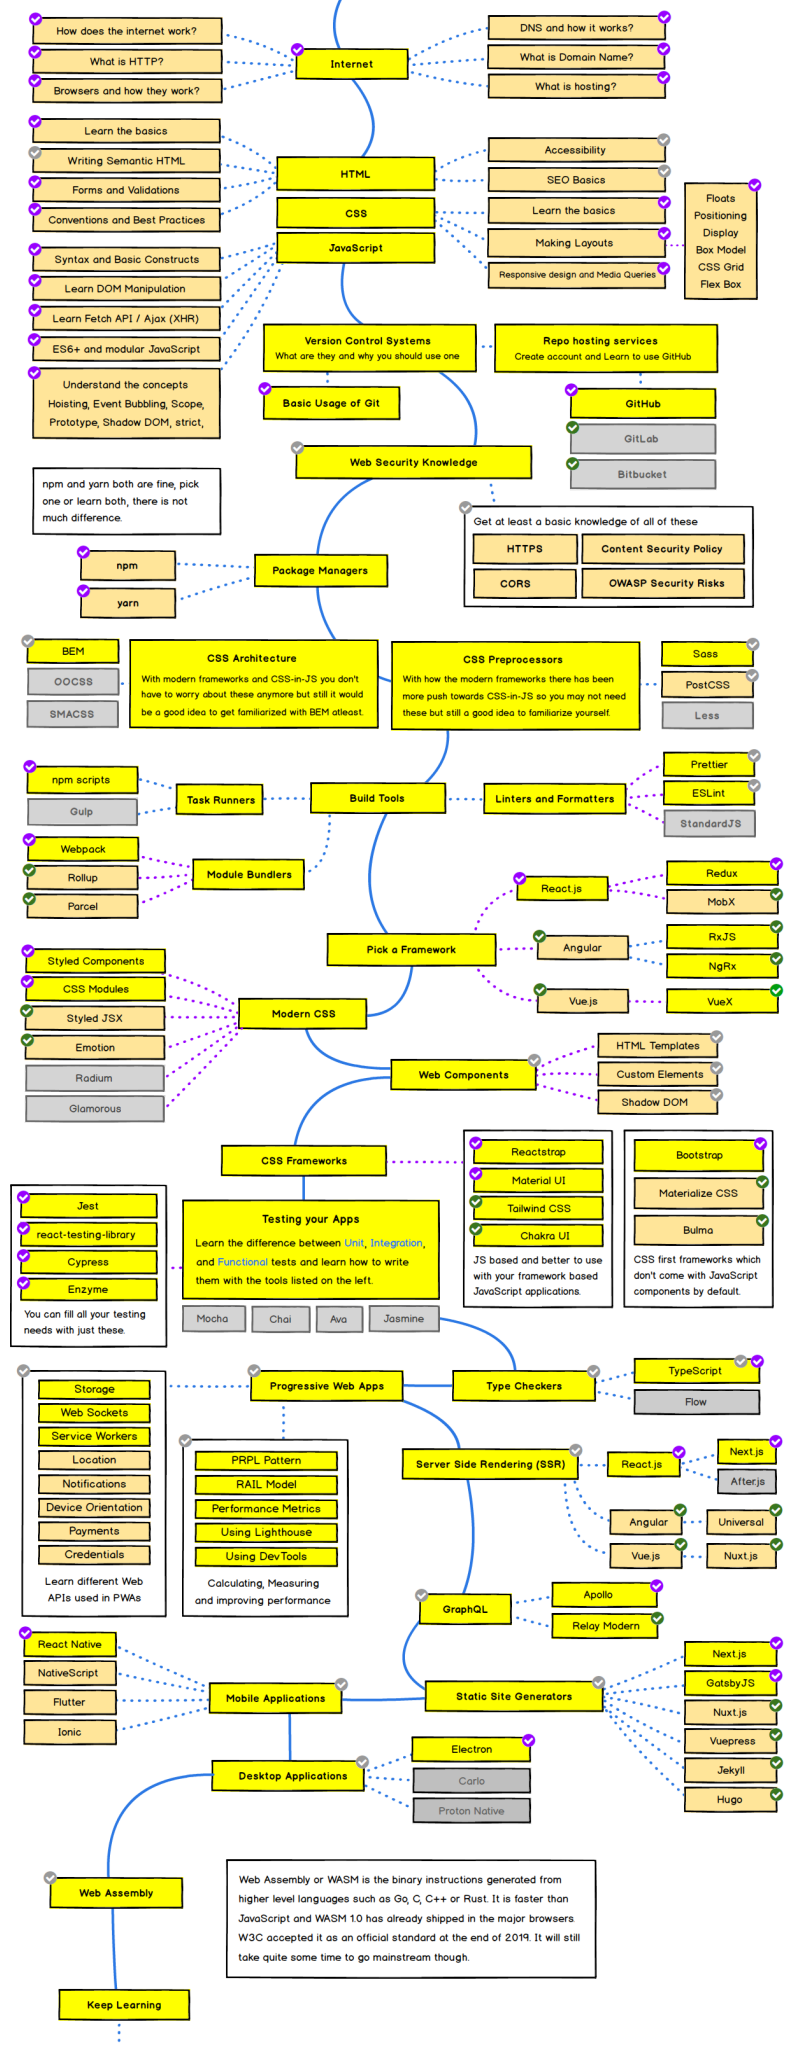 How does the internet work?
What is HTTP?
Browsers and how they work?
Internet
DNS and how it works?
What is Domain Name?
What is hosting?
Learn the basics
Writing Semantic HTML
Forms and Validations
Conventions and Best Practices
HTML
Accessibility
SEO Basics
CSS
Learn the basics
Making Layouts
Responsive design and Media Queries
Floats
Positioning
Display
Box Model
CSS Grid
Flex Box
JavaScript
Syntax and Basic Constructs
Learn DOM Manipulation
Learn Fetch API / Ajax (XHR)
ES6+ and modular JavaScript
Understand the concepts
Hoisting, Event Bubbling, Scope,
Prototype, Shadow DOM, strict,
Version Control Systems
What are they and why you should use one
Repo hosting services
Create account and Learn to use GitHub
Basic Usage of Git
GitHub
GitLab
Bitbucket
Web Security Knowledge
npm and yarn both are fine, pick
one or learn both, there is not
much difference.
Get at least a basic knowledge of all of these
HTTPS
Content Security Policy
CORS
OWASP Security Risks
npm
yarn
Package Managers
BEM
OOCSS
SMACSS
CSS Architecture
With modern frameworks and CSS-in-JS you don't
have to worry about these anymore but still it would
be a good idea to get familiarized with BEM atleast.
CSS Preprocessors
With how the modern frameworks there has been
more push towards CSS-in-JS so you may not need
these but still a good idea to familiarize yourself.
Sass
PostCSS
Less
npm scripts
Gulp
Task Runners
Build Tools
Linters and Formatters
Prettier
ESLint
StandardJS
Webpack
Rollup
Parcel
Module Bundlers
React.js
Redux
MobX
Pick a Framework
Angular
RxJS
NgRx
Vue.js
VueX
Styled Components
CSS Modules
Styled JSX
Emotion
Radium
Glamorous
Modern CSS
Web Components
HTML Templates
Custom Elements
Shadow DOM
CSS Frameworks
Reactstrap
Material UI
Tailwind CSS
Chakra UI
JS based and better to use
with your framework based
JavaScript applications.
Bootstrap
Materialize CSS
Bulma
CSS first frameworks which
don't come with JavaScript
components by default.
Jest
react-testing-library
Cypress
Enzyme
You can fill all your testing
needs with just these.
Testing your Apps
Learn the difference between Unit, Integration,
and Functional tests and learn how to write
them with the tools listed on the left.
Mocha
Chai
Ava
Jasmine
Progressive Web Apps
Type Checkers
TypeScript
Flow
Storage
Web Sockets
Service Workers
Location
Notifications
Device Orientation
Payments
Credentials
Learn different Web
APIs used in PWAs
PRPL Pattern
RAIL Model
Performance Metrics
Using Lighthouse
Using DevTools
Calculating, Measuring
and improving performance
Server Side Rendering (SSR)
React.js
Next.js
After.js
Angular
Universal
Vue.js
Nuxt.js
GraphQL
Apollo
Relay Modern
React Native
NativeScript
Flutter
Ionic
Mobile Applications
Static Site Generators
Next.js
GatsbyJS
Nuxt.js
Vuepress
Jekyll
Hugo
Desktop Applications
Electron
Carlo
Proton Native
Web Assembly
Web Assembly or WASM is the binary instructions generated from
higher level languages such as Go, C, C++ or Rust. It is faster than
JavaScript and WASM 1.0 has already shipped in the major browsers.
W3C accepted it as an official standard at the end of 2019. It will still
take quite some time to go mainstream though.
Keep Learning